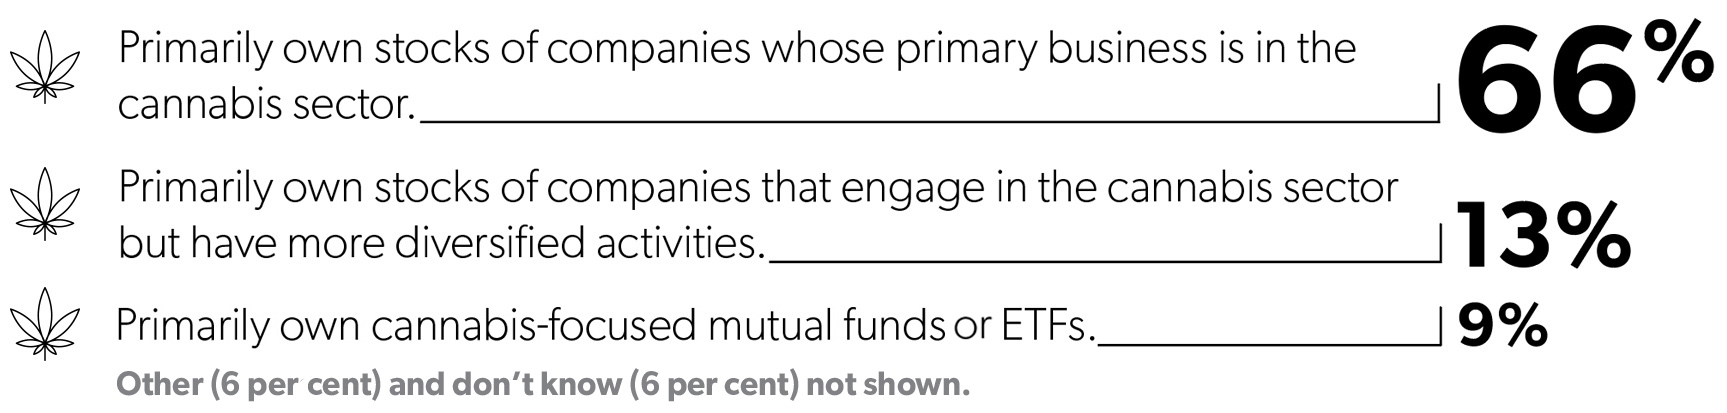 Primarily own stocks of companies whose primary business is in the
cannabis sector. 66%
Primarily own stocks of companies that engage in the cannabis sector
but have more diversified activities. 13%
Primarily own cannabis-focused mutual funds or ETFs. 9%
Other (6 per cent) and don't know (6 per cent) not shown.